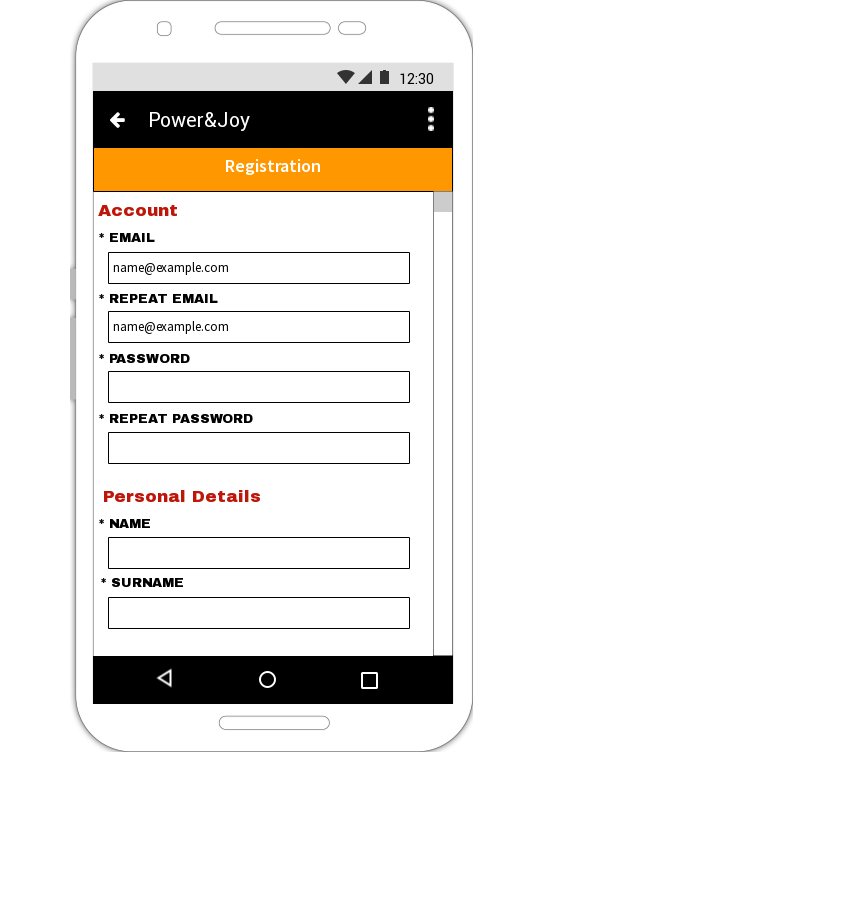 12:30
Power&Joy
Registration
Account
* EMAIL
name@example.com
* REPEAT EMAIL
name@example.com
* PASSWORD
* REPEAT PASSWORD
Personal Details
* NAME
* SURNAME